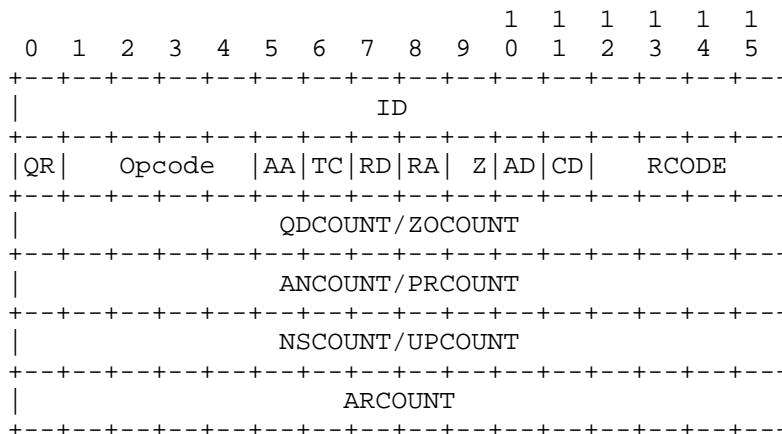 1  1  1  1  1  1
 0  1  2  3  4  5  6  7  8  9  0  1  2  3  4  5
+--+--+--+--+--+--+--+--+--+--+--+--+--+--+--+--
|                      ID
+--+--+--+--+--+--+--+--+--+--+--+--+--+--+--+--
|QR|   Opcode  |AA|TC|RD|RA| Z|AD|CD|   RCODE
+--+--+--+--+--+--+--+--+--+--+--+--+--+--+--+--
|                QDCOUNT/ZOCOUNT
+--+--+--+--+--+--+--+--+--+--+--+--+--+--+--+--
|                ANCOUNT/PRCOUNT
+--+--+--+--+--+--+--+--+--+--+--+--+--+--+--+--
|                NSCOUNT/UPCOUNT
+--+--+--+--+--+--+--+--+--+--+--+--+--+--+--+--
|                    ARCOUNT
+--+--+--+--+--+--+--+--+--+--+--+--+--+--+--+--